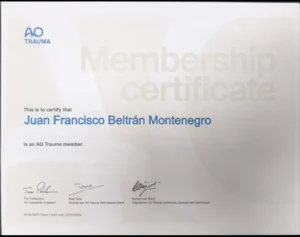 AO
TRAUMA
Membership
certificate
This is to certify that
Juan Francisco Beltrán Montenegro
is an AO Trauma member.